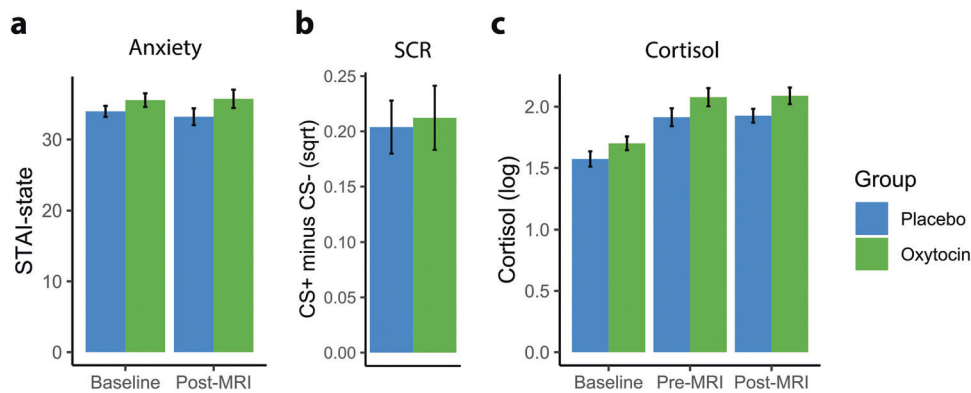 a
Anxiety
STAI-state
30
20
10
0
Baseline
Post-MRI
b
SCR
CS+ minus CS- (sqrt)
0.25
0.20
0.15
0.10
0.05
0.00
c
Cortisol
Cortisol (log)
2.0
1.5
1.0
0.5
0.0
Baseline
Pre-MRI
Post-MRI
Group
Placebo
Oxytocin